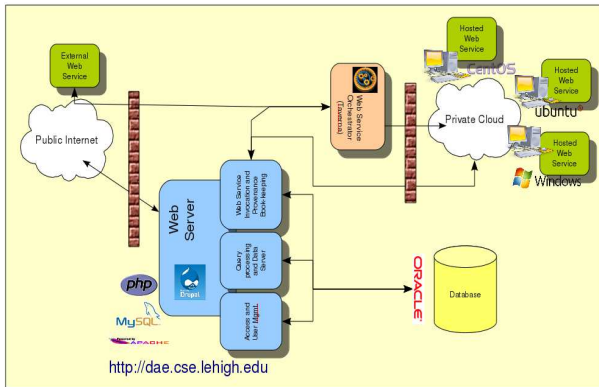 External
Web
Service
Public Internet
Web Service
Orchestrator
(Taverna)
Hosted
Web
Service
CentOS
Hosted
Web
Service
ubuntu
Private Cloud
Hosted
Web
Service
Windows
Web
Server
Drupal
Web Service
Invocation and
Provenance
Book-keeping
Query
processing
and Data
Server
Access and
User Mgmt.
php
MySQL
APACHE
ORACLE
Database
http://dae.cse.lehigh.edu